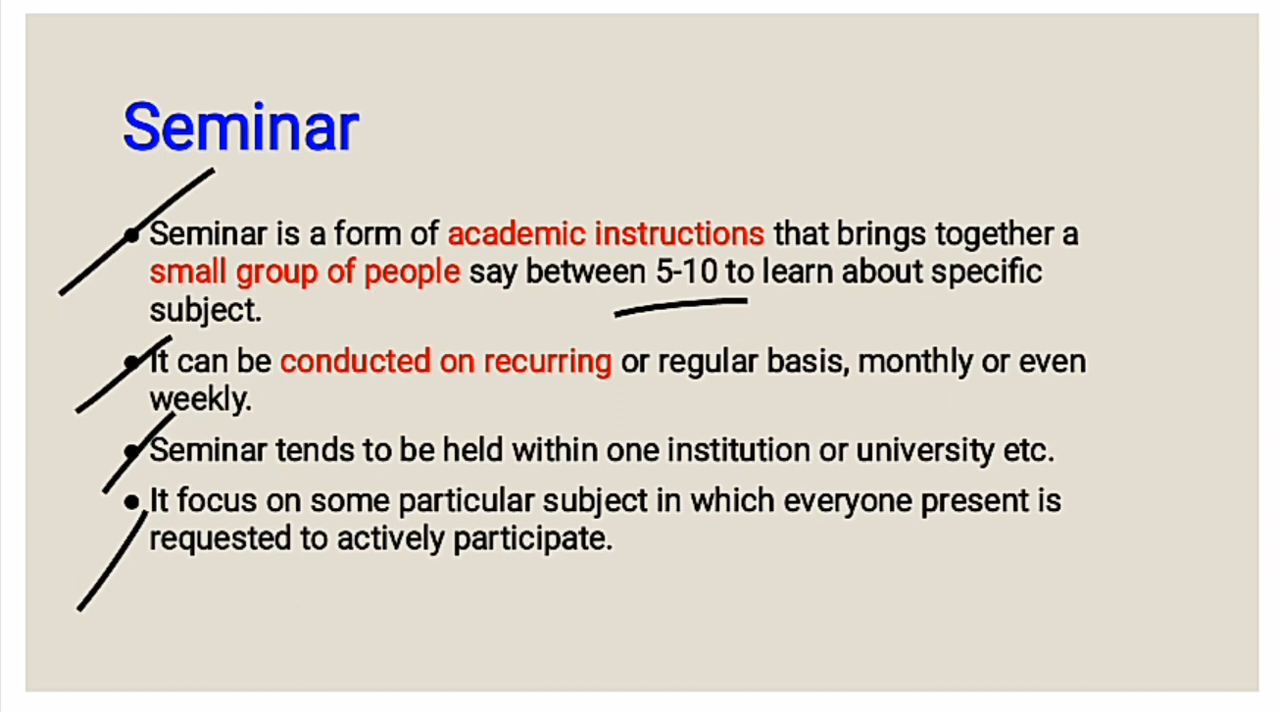 Seminar
• Seminar is a form of academic instructions that brings together a
small group of people say between 5-10 to learn about specific
subject.
• It can be conducted on recurring or regular basis, monthly or even
weekly.
• Seminar tends to be held within one institution or university etc.
• It focus on some particular subject in which everyone present is
requested to actively participate.